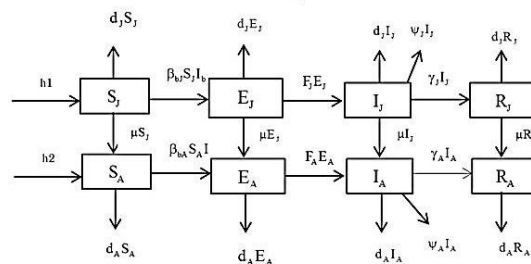 d_J S_J d_J E_J d_J I_J ψ_J I_J d_J R_J
h1 S_J β_bJ S_J I_b E_J F_J E_J I_J γ_J I_J R_J
μS_J μE_J μI_J μR
h2 S_A β_bA S_A I E_A F_A E_A I_A γ_A I_A R_A
d_A S_A d_A E_A d_A I_A ψ_A I_A d_A R_A